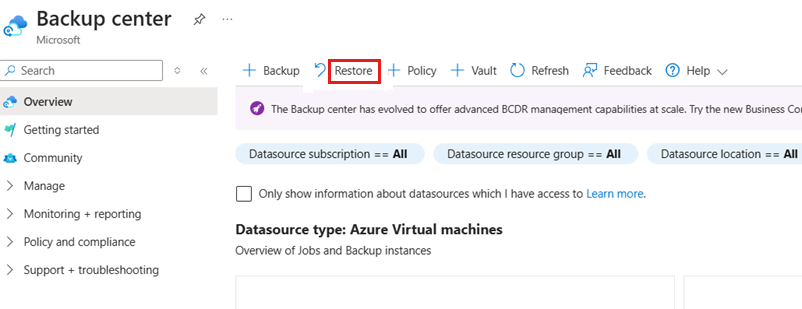 Backup center
Microsoft
Search
Overview
Getting started
Community
Manage
Monitoring + reporting
Policy and compliance
Support + troubleshooting
Backup Restore Policy Vault Refresh Feedback Help
The Backup center has evolved to offer advanced BCDR management capabilities at scale. Try the new Business Con
Datasource subscription == All Datasource resource group == All Datasource location == All
Only show information about datasources which I have access to Learn more.
Datasource type: Azure Virtual machines
Overview of Jobs and Backup instances